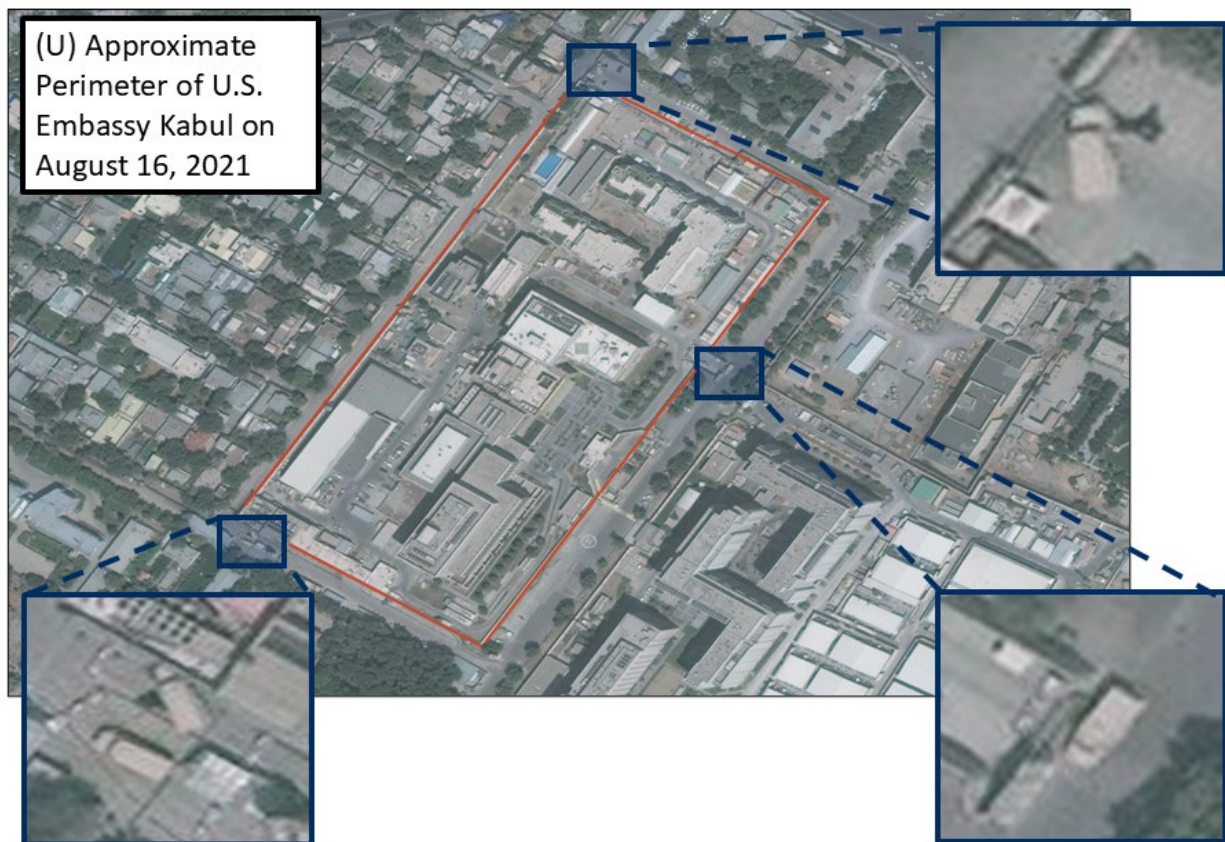 (U) Approximate
Perimeter of U.S.
Embassy Kabul on
August 16, 2021